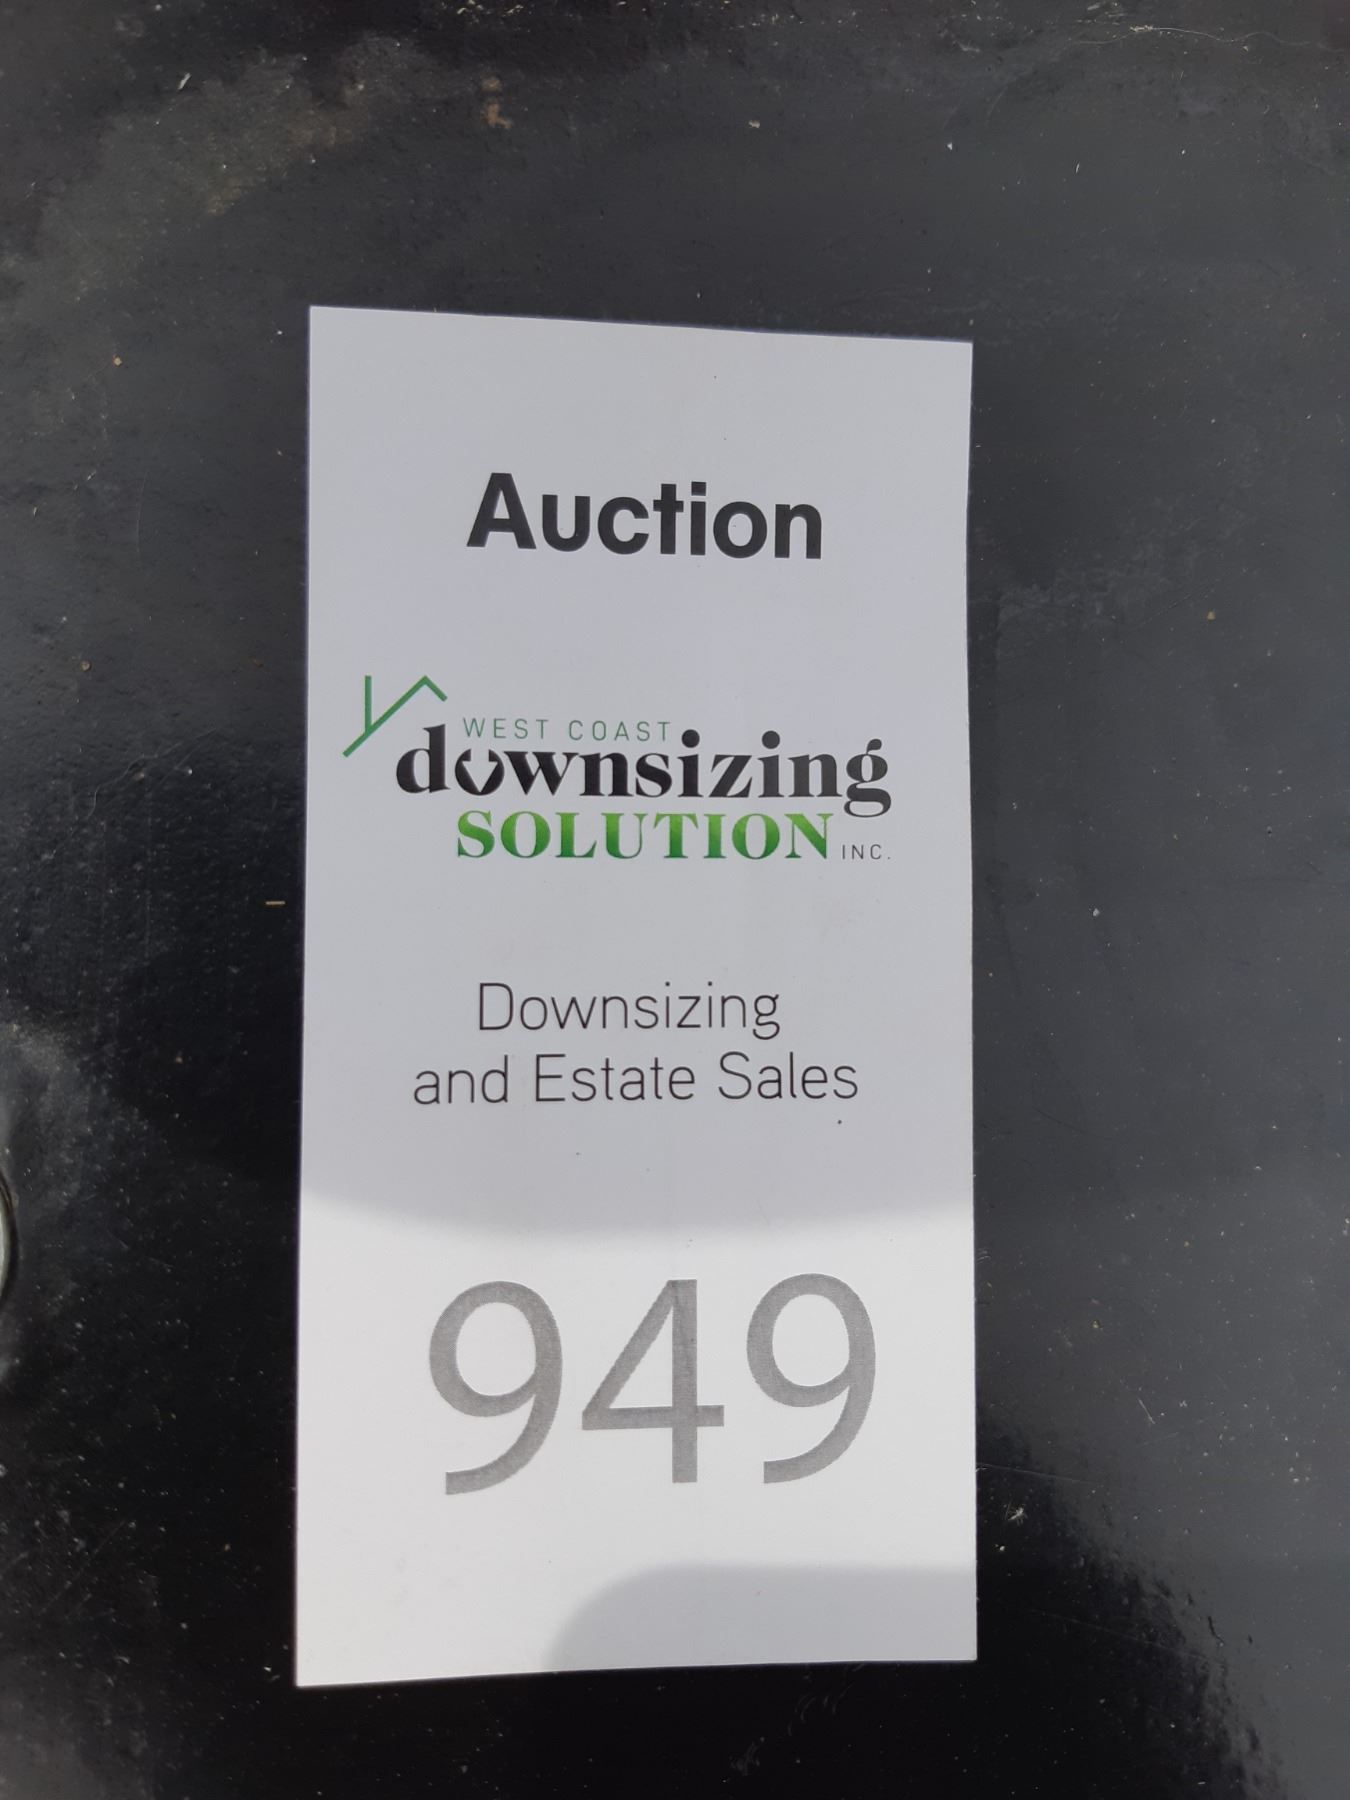 Auction
WEST COAST
downsizing
SOLUTION INC.
Downsizing
and Estate Sales
949